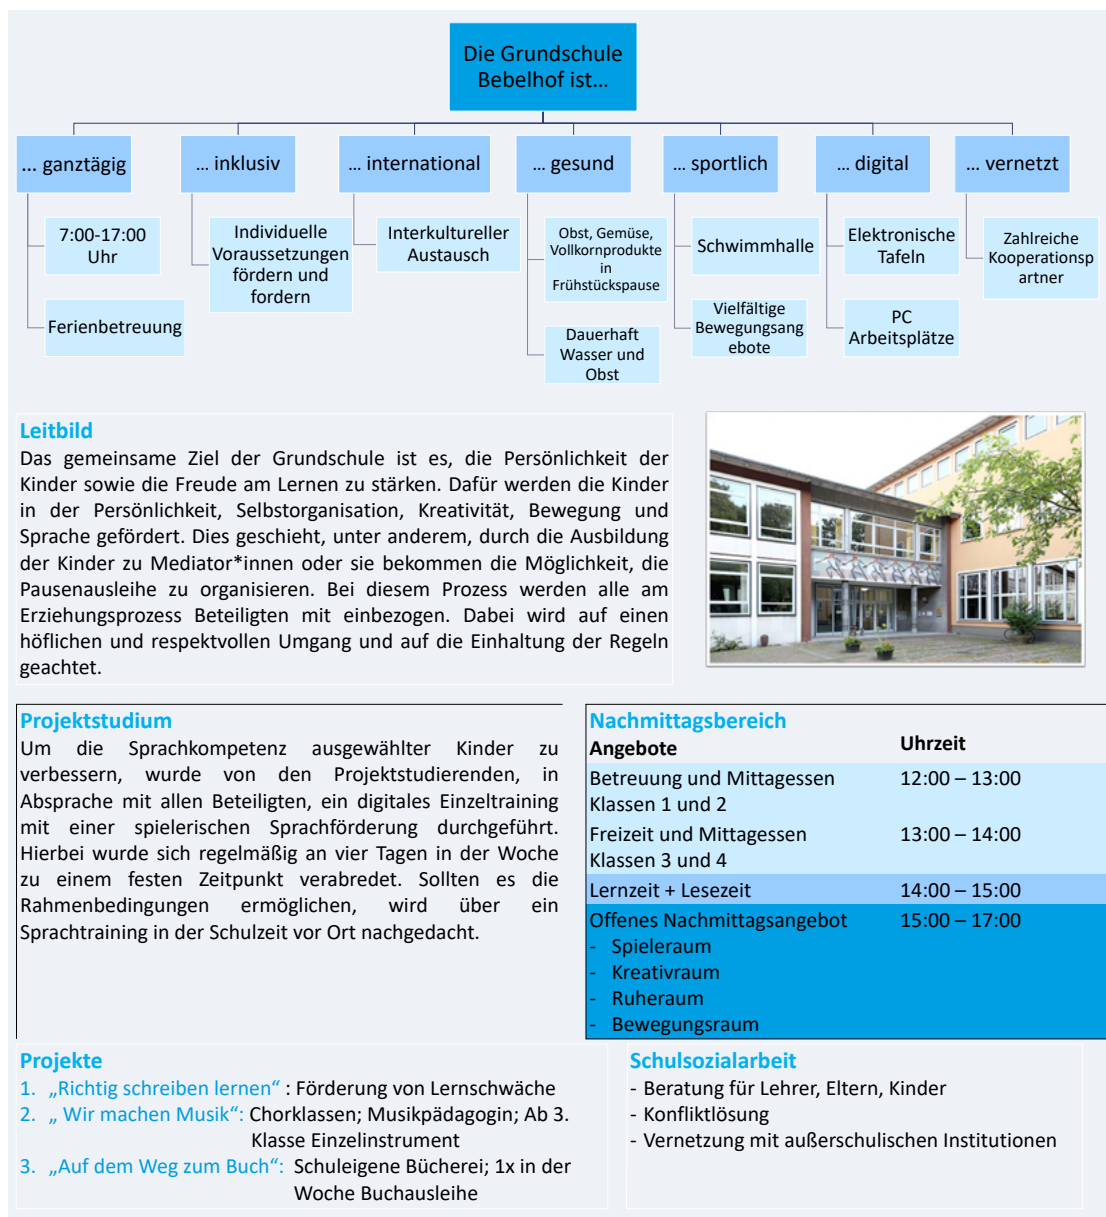 Die Grundschule
Bebelhof ist...
... ganztägig
... inklusiv
... international
... gesund
... sportlich
... digital
... vernetzt
7:00-17:00
Uhr
Ferienbetreuung
Individuelle
Voraussetzungen
fördern und
fordern
Interkultureller
Austausch
Obst, Gemüse,
Vollkornprodukte
in
Frühstückspause
Dauerhaft
Wasser und
Obst
Schwimmhalle
Vielfältige
Bewegungsang
ebote
Elektronische
Tafeln
PC
Arbeitsplätze
Zahlreiche
Kooperationsp
artner
Leitbild
Das gemeinsame Ziel der Grundschule ist es, die Persönlichkeit der
Kinder sowie die Freude am Lernen zu stärken. Dafür werden die Kinder
in der Persönlichkeit, Selbstorganisation, Kreativität, Bewegung und
Sprache gefördert. Dies geschieht, unter anderem, durch die Ausbildung
der Kinder zu Mediator*innen oder sie bekommen die Möglichkeit, die
Pausenausleihe zu organisieren. Bei diesem Prozess werden alle am
Erziehungsprozess Beteiligten mit einbezogen. Dabei wird auf einen
höflichen und respektvollen Umgang und auf die Einhaltung der Regeln
geachtet.
Projektstudium
Um die Sprachkompetenz ausgewählter Kinder zu
verbessern, wurde von den Projektstudierenden, in
Absprache mit allen Beteiligten, ein digitales Einzeltraining
mit einer spielerischen Sprachförderung durchgeführt.
Hierbei wurde sich regelmäßig an vier Tagen in der Woche
zu einem festen Zeitpunkt verabredet. Sollten es die
Rahmenbedingungen ermöglichen, wird über ein
Sprachtraining in der Schulzeit vor Ort nachgedacht.
Nachmittagsbereich
Angebote Uhrzeit
Betreuung und Mittagessen 12:00 – 13:00
Klassen 1 und 2
Freizeit und Mittagessen 13:00 – 14:00
Klassen 3 und 4
Lernzeit + Lesezeit 14:00 – 15:00
Offenes Nachmittagsangebot 15:00 – 17:00
- Spieleraum
- Kreativraum
- Ruheraum
- Bewegungsraum
Projekte
1. „Richtig schreiben lernen“ : Förderung von Lernschwäche
2. „ Wir machen Musik“: Chorklassen; Musikpädagogin; Ab 3.
Klasse Einzelinstrument
3. „Auf dem Weg zum Buch“: Schuleigene Bücherei; 1x in der
Woche Buchausleihe
Schulsozialarbeit
- Beratung für Lehrer, Eltern, Kinder
- Konfliktlösung
- Vernetzung mit außerschulischen Institutionen